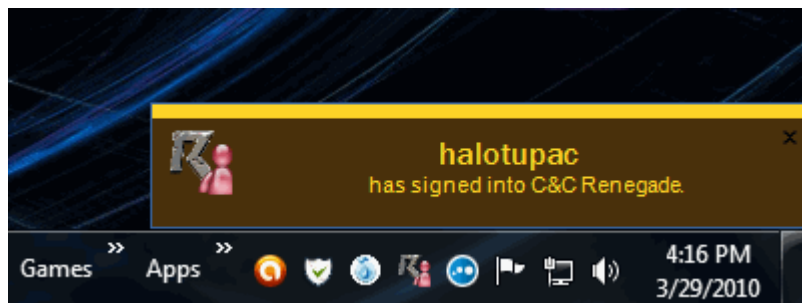 halotupac
has signed into C&C Renegade.
Games
Apps
4:16 PM
3/29/2010